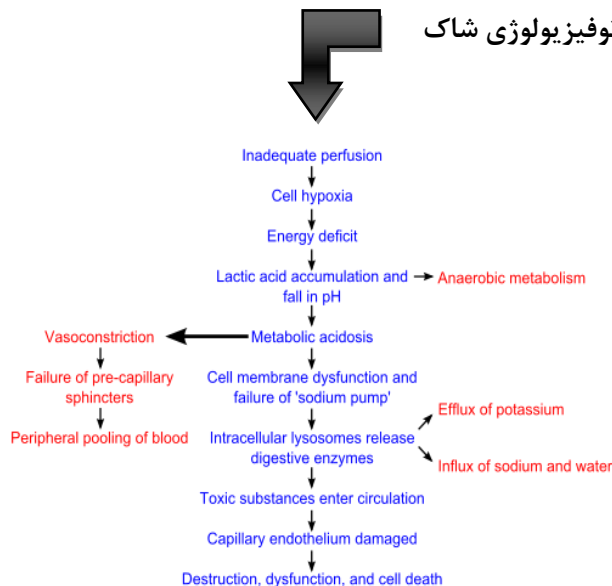 شاک
Inadequate perfusion
Cell hypoxia
Energy deficit
Lactic acid accumulation and
fall in pH
Anaerobic metabolism
Vasoconstriction
Metabolic acidosis
Failure of pre-capillary
sphincters
Cell membrane dysfunction and
failure of 'sodium pump'
Efflux of potassium
Peripheral pooling of blood
Intracellular lysosomes release
digestive enzymes
Influx of sodium and water
Toxic substances enter circulation
Capillary endothelium damaged
Destruction, dysfunction, and cell death